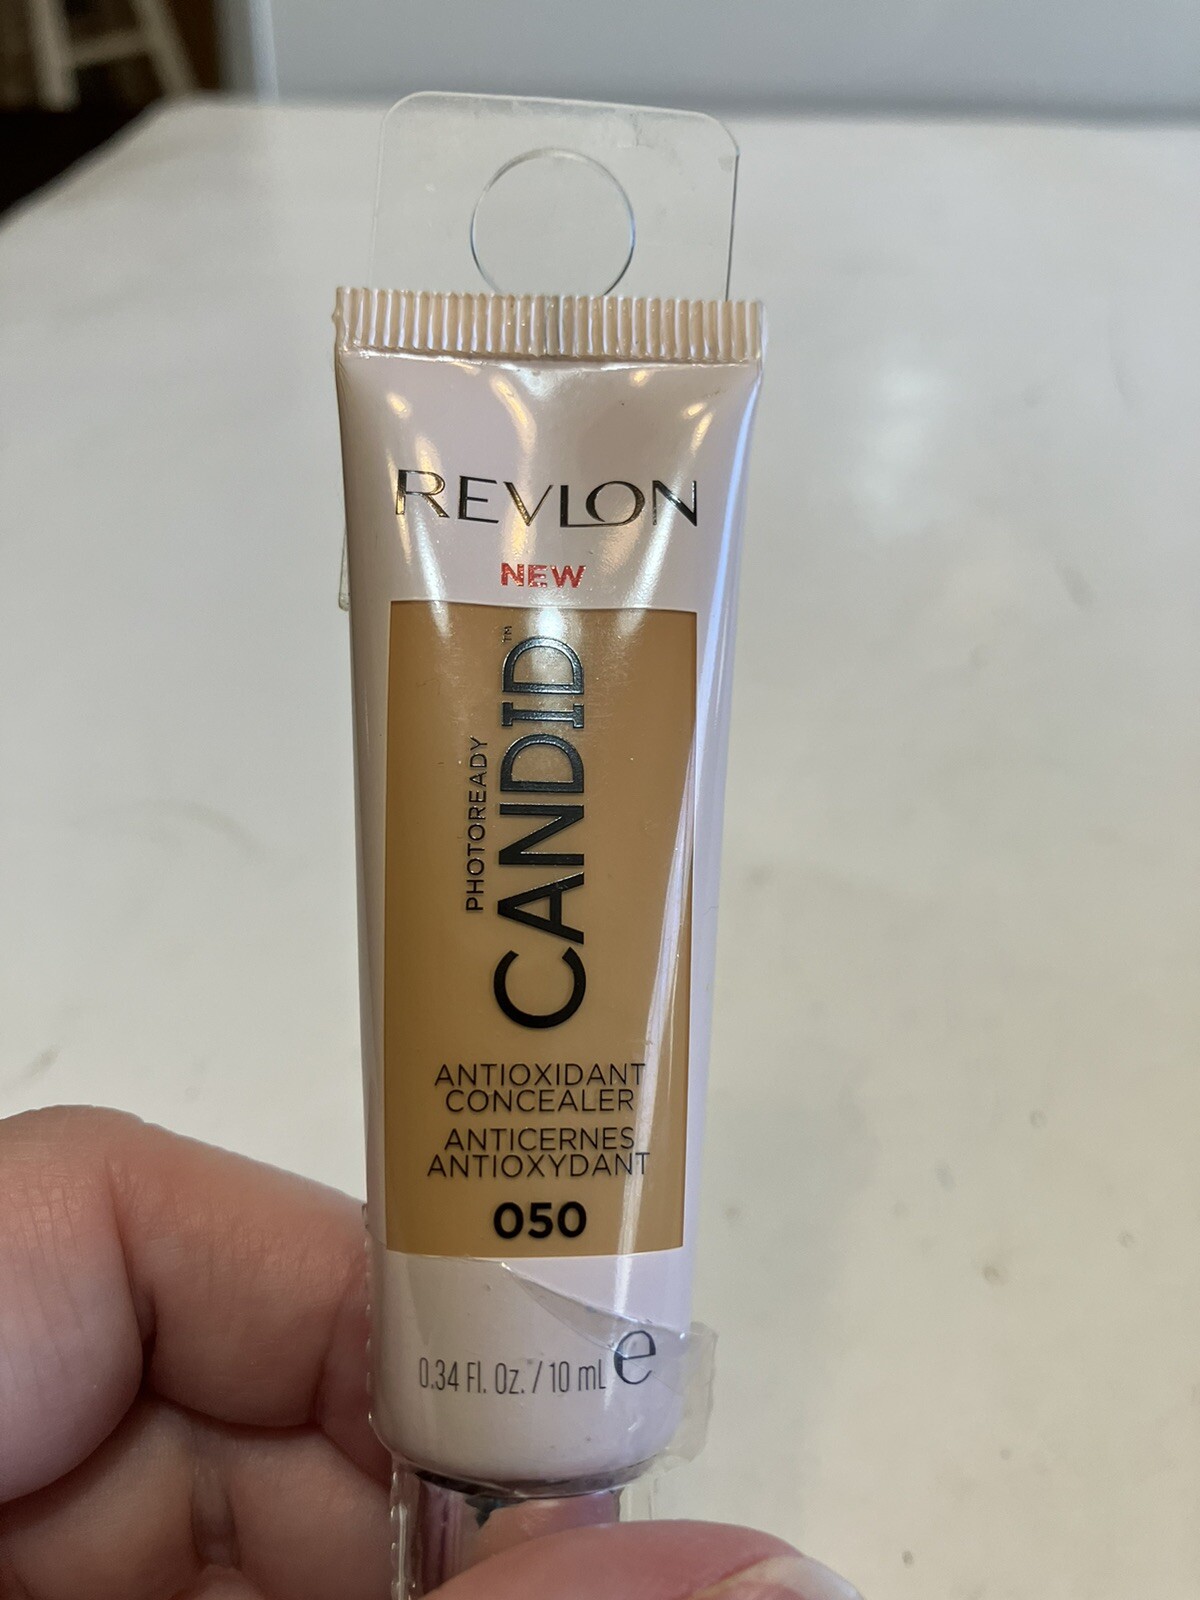 REVLON
NEW
PHOTOREADY
CANDID™
ANTIOXIDANT
CONCEALER
ANTICERNES
ANTIOXYDANT
050
0.34 Fl. Oz. / 10 mL e